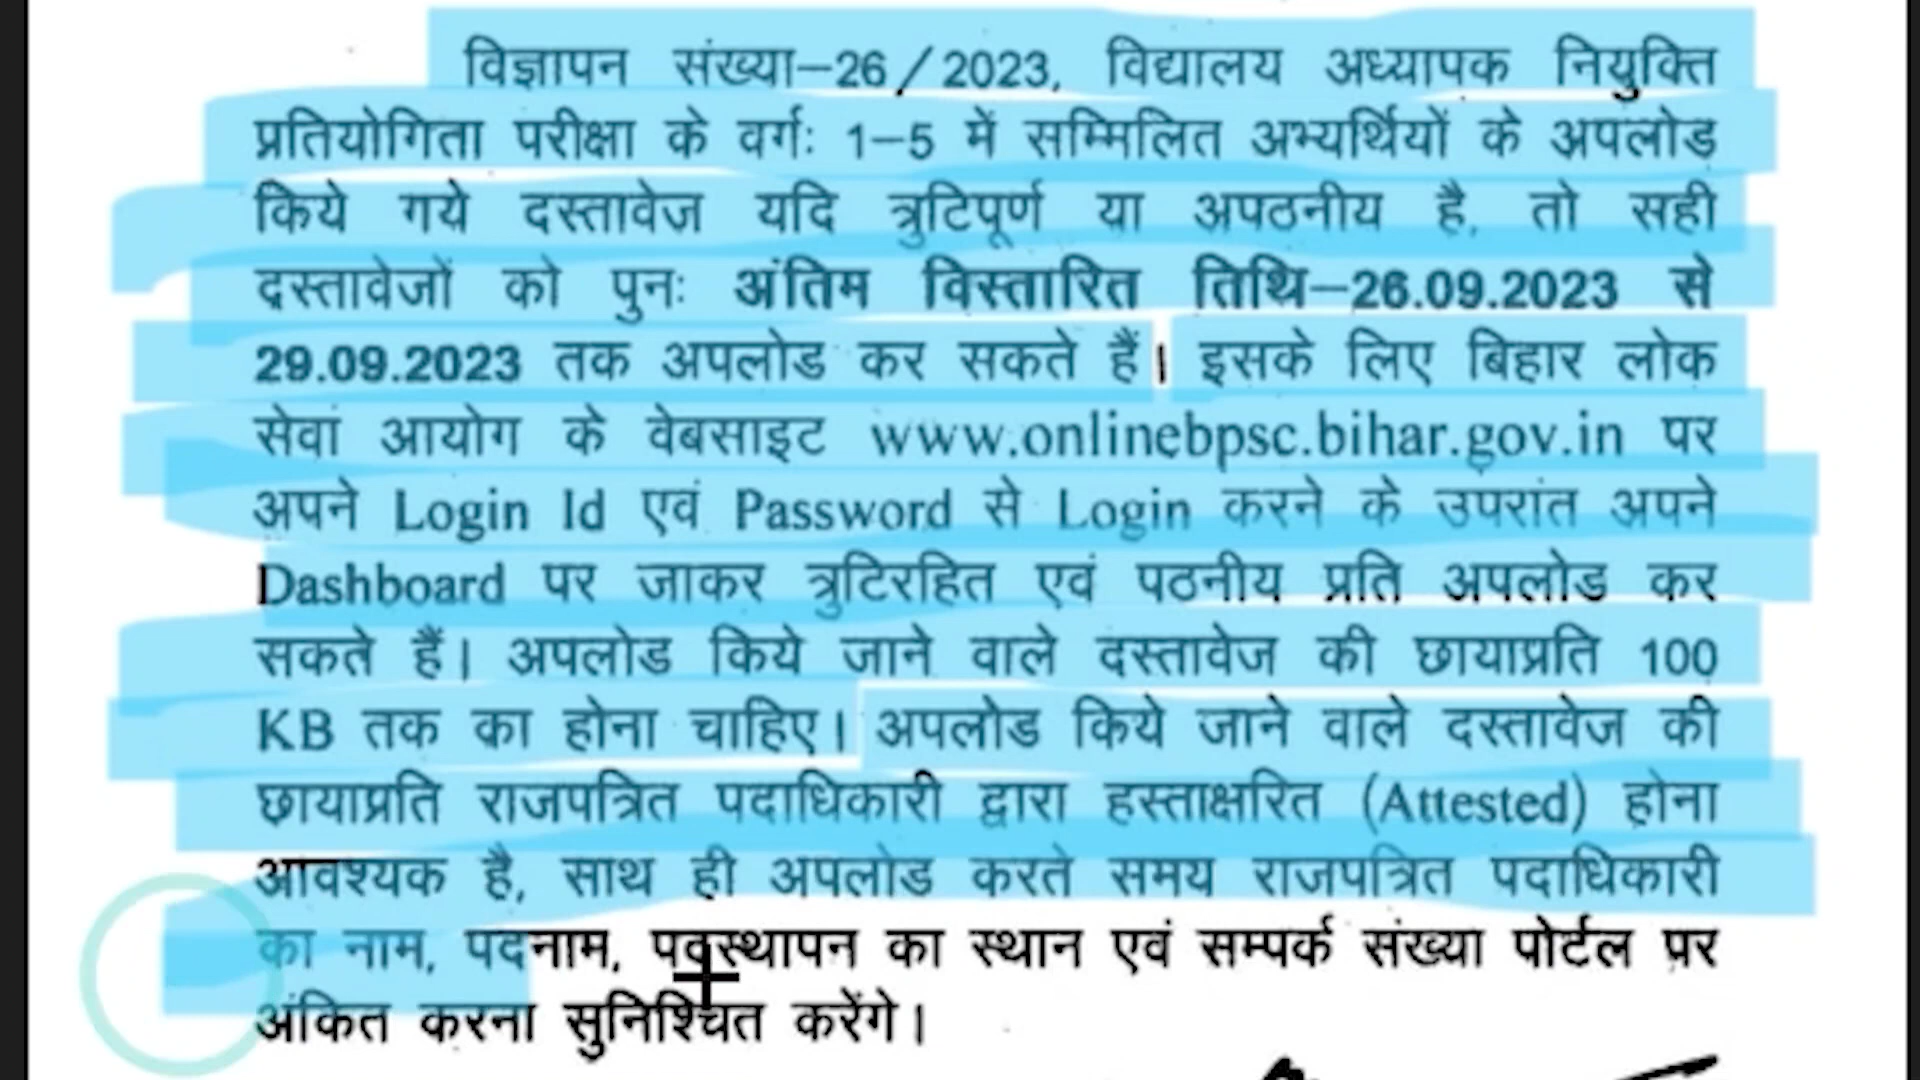 विज्ञापन संख्या–26/2023, विद्यालय अध्यापक नियुक्ति
प्रतियोगिता परीक्षा के वर्गः 1–5 में सम्मिलित अभ्यर्थियों के अपलोड
किये गये दस्तावेज यदि त्रुटिपूर्ण या अपठनीय है, तो सही
दस्तावेजों को पुनः अंतिम विस्तारित तिथि–26.09.2023 से
29.09.2023 तक अपलोड कर सकते हैं। इसके लिए बिहार लोक
सेवा आयोग के वेबसाइट www.onlinebpsc.bihar.gov.in पर
अपने Login Id एवं Password से Login करने के उपरांत अपने
Dashboard पर जाकर त्रुटिरहित एवं पठनीय प्रति अपलोड कर
सकते हैं। अपलोड किये जाने वाले दस्तावेज की छायाप्रति 100
KB तक का होना चाहिए। अपलोड किये जाने वाले दस्तावेज की
छायाप्रति राजपत्रित पदाधिकारी द्वारा हस्ताक्षरित (Attested) होना
आवश्यक है, साथ ही अपलोड करते समय राजपत्रित पदाधिकारी
का नाम, पदनाम, पदस्थापन का स्थान एवं सम्पर्क संख्या पोर्टल पर
अंकित करना सुनिश्चित करेंगे।